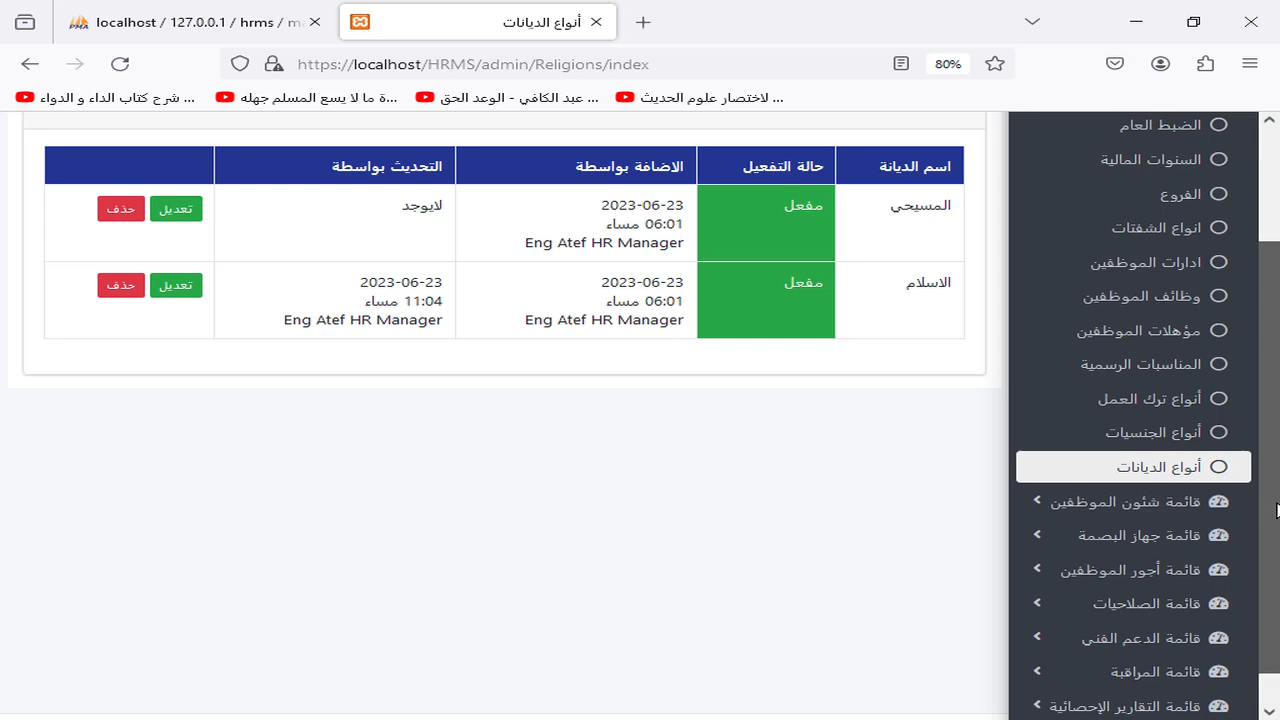 localhost / 127.0.0.1 / hrms / ma
أنواع الديانات
https://localhost/HRMS/admin/Religions/index
80%
شرح كتاب الداء و الدواء ...
...ة ما لا يسع المسلم جهله
عبد الكافي - الوعد الحق ...
لاختصار علوم الحديث ...
اسم الديانة	حالة التفعيل	الاضافة بواسطة	التحديث بواسطة
المسيحي	مفعل	2023-06-23	لايوجد	تعديل	حذف
06:01 مساء
Eng Atef HR Manager
الاسلام	مفعل	2023-06-23	2023-06-23	تعديل	حذف
06:01 مساء	11:04 مساء
Eng Atef HR Manager	Eng Atef HR Manager
الضبط العام
السنوات المالية
الفروع
انواع الشفتات
ادارات الموظفين
وظائف الموظفين
مؤهلات الموظفين
المناسبات الرسمية
أنواع ترك العمل
أنواع الجنسيات
أنواع الديانات
قائمة شئون الموظفين
قائمة جهاز البصمة
قائمة أجور الموظفين
قائمة الصلاحيات
قائمة الدعم الفني
قائمة المراقبة
قائمة التقارير الإحصائية